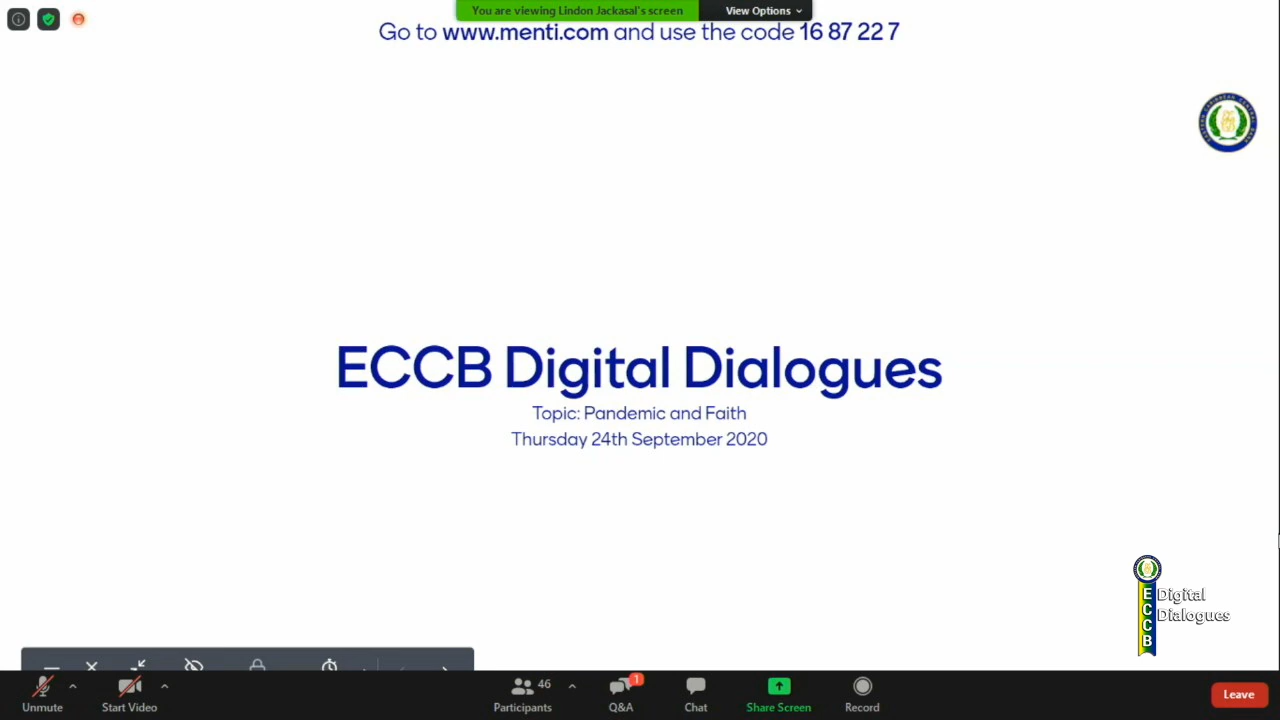 You are viewing Lindon Jackasal's screen View Options
Go to www.menti.com and use the code 16 87 22 7
ECCB Digital Dialogues
Topic: Pandemic and Faith
Thursday 24th September 2020
ECCB
Digital
Dialogues
Unmute
Start Video
46
Participants
1
Q&A
Chat
Share Screen
Record
Leave